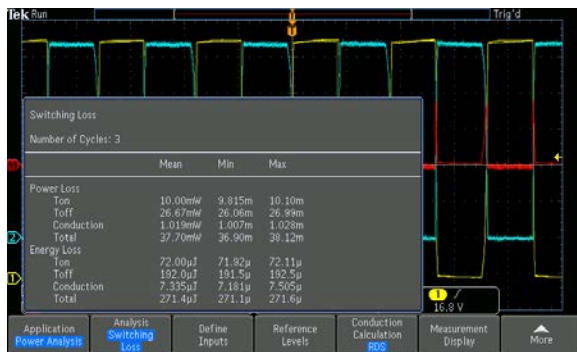 Tek Run
Trig'd
Switching Loss
Number of Cycles: 3
Mean Min Max
Power Loss
Ton 10.00mW 9.815m 10.10m
Toff 26.67mW 26.06m 26.99m
Conduction 1.019mW 1.007m 1.028m
Total 37.70mW 36.90m 38.12m
Energy Loss
Ton 72.00µJ 71.92µ 72.11µ
Toff 192.0µJ 191.5µ 192.5µ
Conduction 7.335µJ 7.181µ 7.505µ
Total 271.4µJ 271.1µ 271.6µ
2
1
1
16.8 V
Application
Power Analysis
Analysis
Switching
Loss
Define
Inputs
Reference
Levels
Conduction
Calculation
RDS
Measurement
Display
More